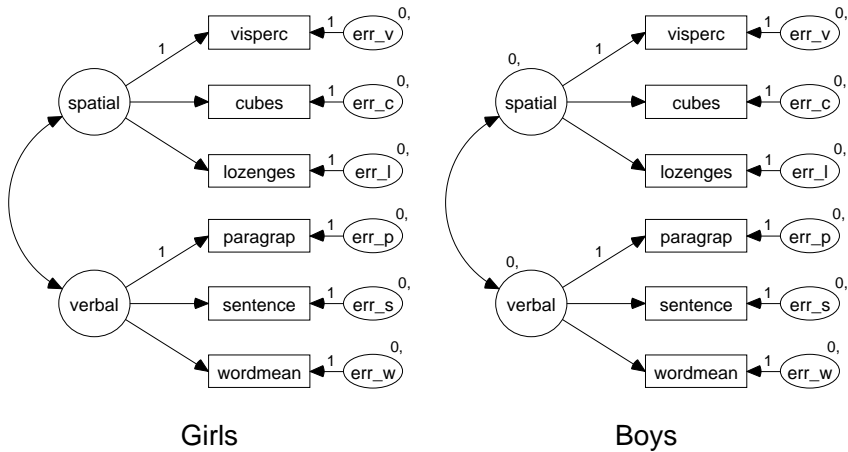 0,
1
visperc
1
err_v
0,
spatial
cubes
1
err_c
0,
lozenges
1
err_l
0,
1
paragrap
1
err_p
0,
verbal
sentence
1
err_s
0,
wordmean
1
err_w
Girls
0,
1
visperc
1
err_v
0,
0,
spatial
cubes
1
err_c
0,
lozenges
1
err_l
0,
1
paragrap
1
err_p
0,
0,
verbal
sentence
1
err_s
0,
wordmean
1
err_w
Boys